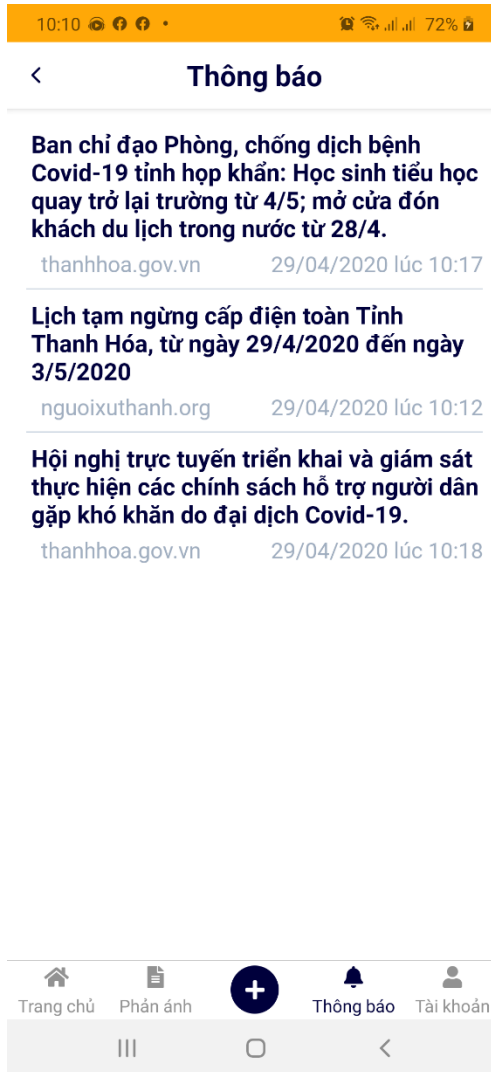 10:10
72%
Thông báo
Ban chỉ đạo Phòng, chống dịch bệnh
Covid-19 tỉnh họp khẩn: Học sinh tiểu học
quay trở lại trường từ 4/5; mở cửa đón
khách du lịch trong nước từ 28/4.
thanhhoa.gov.vn 29/04/2020 lúc 10:17
Lịch tạm ngừng cấp điện toàn Tỉnh
Thanh Hóa, từ ngày 29/4/2020 đến ngày
3/5/2020
nguoixuthanh.org 29/04/2020 lúc 10:12
Hội nghị trực tuyến triển khai và giám sát
thực hiện các chính sách hỗ trợ người dân
gặp khó khăn do đại dịch Covid-19.
thanhhoa.gov.vn 29/04/2020 lúc 10:18
Trang chủ Phản ánh Thông báo Tài khoản